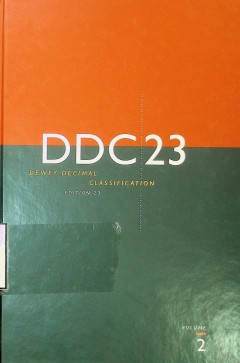 DDC 23
DEWEY DECIMAL
CLASSIFICATION
EDITION 23
VOLUME
2